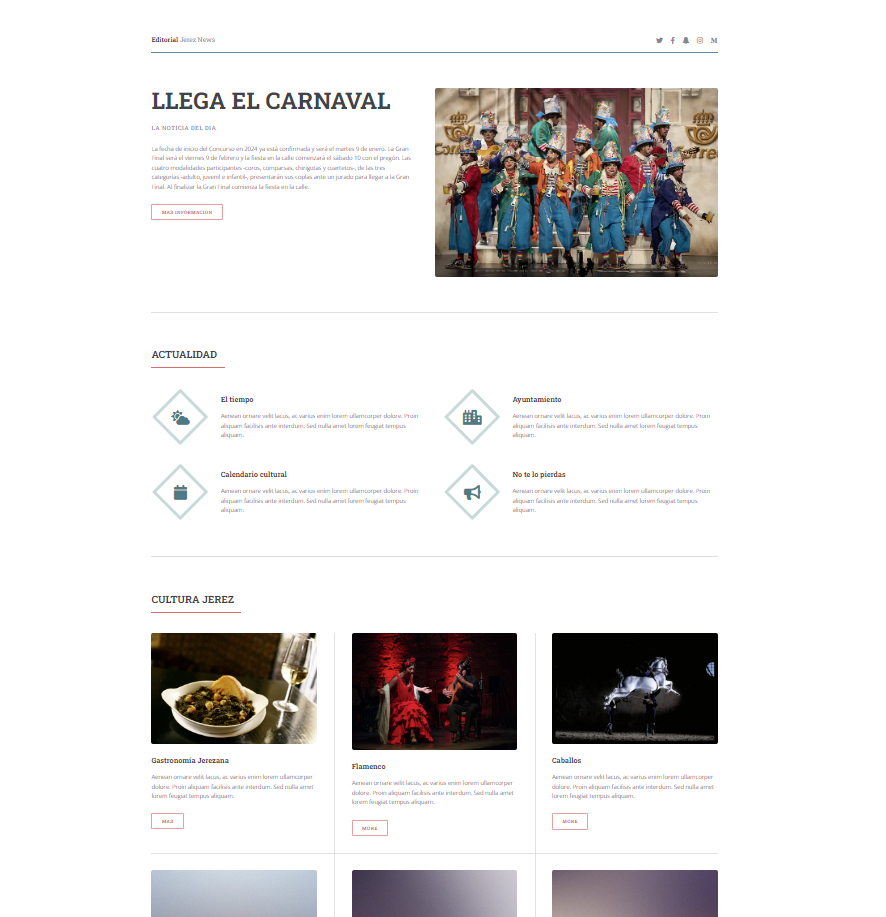 Editorial Jerez News
M
LLEGA EL CARNAVAL
LA NOTICIA DEL DÍA
La fecha de inicio del Concurso en 2024 ya está confirmada y será el martes 9 de enero. La Gran
Final será el viernes 9 de febrero y la fiesta en la calle comenzará el sábado 10 con el pregón. Las
cuatro modalidades participantes -coros, comparsas, chirigotas y cuartetos-, de las tres
categorías -adulto, juvenil e infantil-, presentarán sus coplas ante un jurado para llegar a la Gran
Final. Al finalizar la Gran Final comienza la fiesta en la calle.
MÁS INFORMACIÓN
ACTUALIDAD
El tiempo
Aenean ornare velit lacus, ac varius enim lorem ullamcorper dolore. Proin
aliquam facilisis ante interdum. Sed nulla amet lorem feugiat tempus
aliquam.
Ayuntamiento
Aenean ornare velit lacus, ac varius enim lorem ullamcorper dolore. Proin
aliquam facilisis ante interdum. Sed nulla amet lorem feugiat tempus
aliquam.
Calendario cultural
Aenean ornare velit lacus, ac varius enim lorem ullamcorper dolore. Proin
aliquam facilisis ante interdum. Sed nulla amet lorem feugiat tempus
aliquam.
No te lo pierdas
Aenean ornare velit lacus, ac varius enim lorem ullamcorper dolore. Proin
aliquam facilisis ante interdum. Sed nulla amet lorem feugiat tempus
aliquam.
CULTURA JEREZ
Gastronomía Jerezana
Aenean ornare velit lacus, ac varius enim lorem ullamcorper
dolore. Proin aliquam facilisis ante interdum. Sed nulla amet
lorem feugiat tempus aliquam.
MÁS
Flamenco
Aenean ornare velit lacus, ac varius enim lorem ullamcorper
dolore. Proin aliquam facilisis ante interdum. Sed nulla amet
lorem feugiat tempus aliquam.
MORE
Caballos
Aenean ornare velit lacus, ac varius enim lorem ullamcorper
dolore. Proin aliquam facilisis ante interdum. Sed nulla amet
lorem feugiat tempus aliquam.
MORE